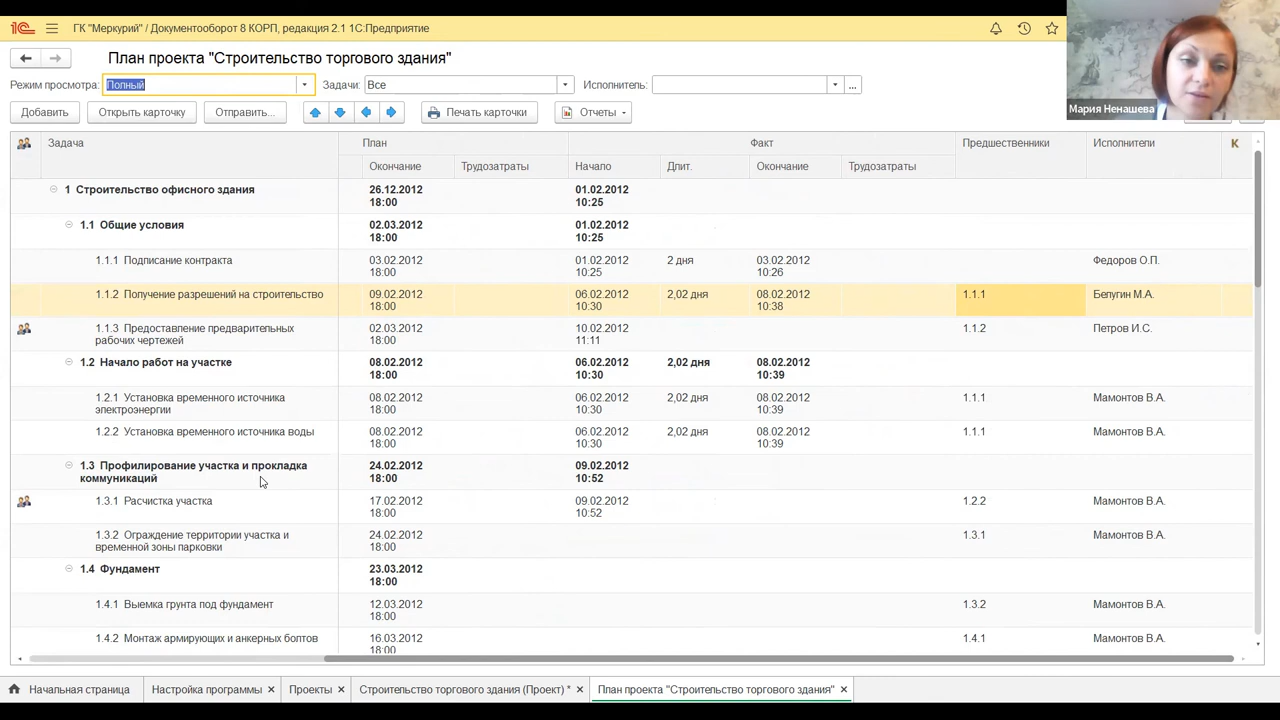 1С ГК "Меркурий" / Документооборот 8 КОРП, редакция 2.1 1С:Предприятие
План проекта "Строительство торгового здания"
Режим просмотра: Полный Задачи: Все Исполнитель: ...
Мария Ненашева
Добавить Открыть карточку Отправить... Печать карточки Отчеты
Задача План Факт Предшественники Исполнители К
Окончание Трудозатраты Начало Длит. Окончание Трудозатраты
1 Строительство офисного здания 26.12.2012 01.02.2012
18:00 10:25
1.1 Общие условия 02.03.2012 01.02.2012
18:00 10:25
1.1.1 Подписание контракта 03.02.2012 01.02.2012 2 дня 03.02.2012 Федоров О.П.
18:00 10:25 10:26
1.1.2 Получение разрешений на строительство 09.02.2012 06.02.2012 2,02 дня 08.02.2012 1.1.1 Белугин М.А.
18:00 10:30 10:38
1.1.3 Предоставление предварительных 02.03.2012 10.02.2012 1.1.2 Петров И.С.
рабочих чертежей 18:00 11:11
1.2 Начало работ на участке 08.02.2012 06.02.2012 2,02 дня 08.02.2012
18:00 10:30 10:39
1.2.1 Установка временного источника 08.02.2012 06.02.2012 2,02 дня 08.02.2012 1.1.1 Мамонтов В.А.
электроэнергии 18:00 10:30 10:39
1.2.2 Установка временного источника воды 08.02.2012 06.02.2012 2,02 дня 08.02.2012 1.1.1 Мамонтов В.А.
18:00 10:30 10:39
1.3 Профилирование участка и прокладка 24.02.2012 09.02.2012
коммуникаций 18:00 10:52
1.3.1 Расчистка участка 17.02.2012 09.02.2012 1.2.2 Мамонтов В.А.
18:00 10:52
1.3.2 Ограждение территории участка и 24.02.2012 1.3.1 Мамонтов В.А.
временной зоны парковки 18:00
1.4 Фундамент 23.03.2012
18:00
1.4.1 Выемка грунта под фундамент 12.03.2012 1.3.2 Мамонтов В.А.
18:00
1.4.2 Монтаж армирующих и анкерных болтов 16.03.2012 1.4.1 Мамонтов В.А.
18:00
Начальная страница Настройка программы Проекты Строительство торгового здания (Проект) * План проекта "Строительство торгового здания"